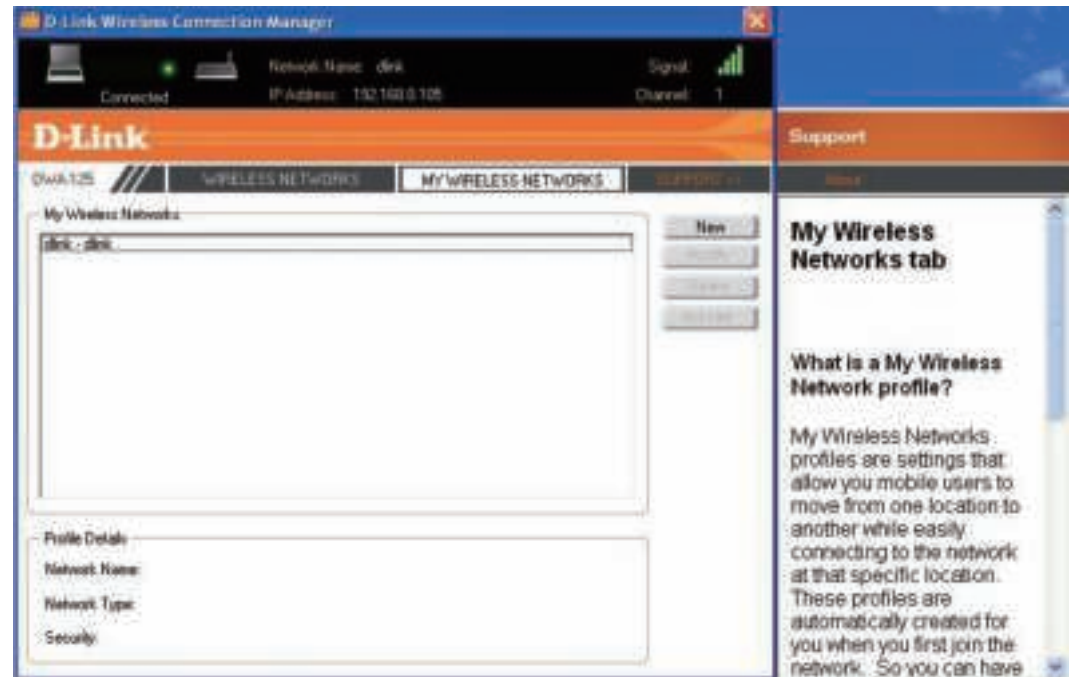 D-Link Wireless Connection Manager
Connected
Network Name: dlink
IP Address: 192.168.0.105
Signal:
Channel: 1
D-Link
DWA-125
WIRELESS NETWORKS
MY WIRELESS NETWORKS
SUPPORT >>
My Wireless Networks
dlink - dlink
New
Profile Details
Network Name:
Network Type:
Security:
Support
About
My Wireless
Networks tab
What is a My Wireless
Network profile?
My Wireless Networks
profiles are settings that
allow you mobile users to
move from one location to
another while easily
connecting to the network
at that specific location.
These profiles are
automatically created for
you when you first join the
network. So you can have